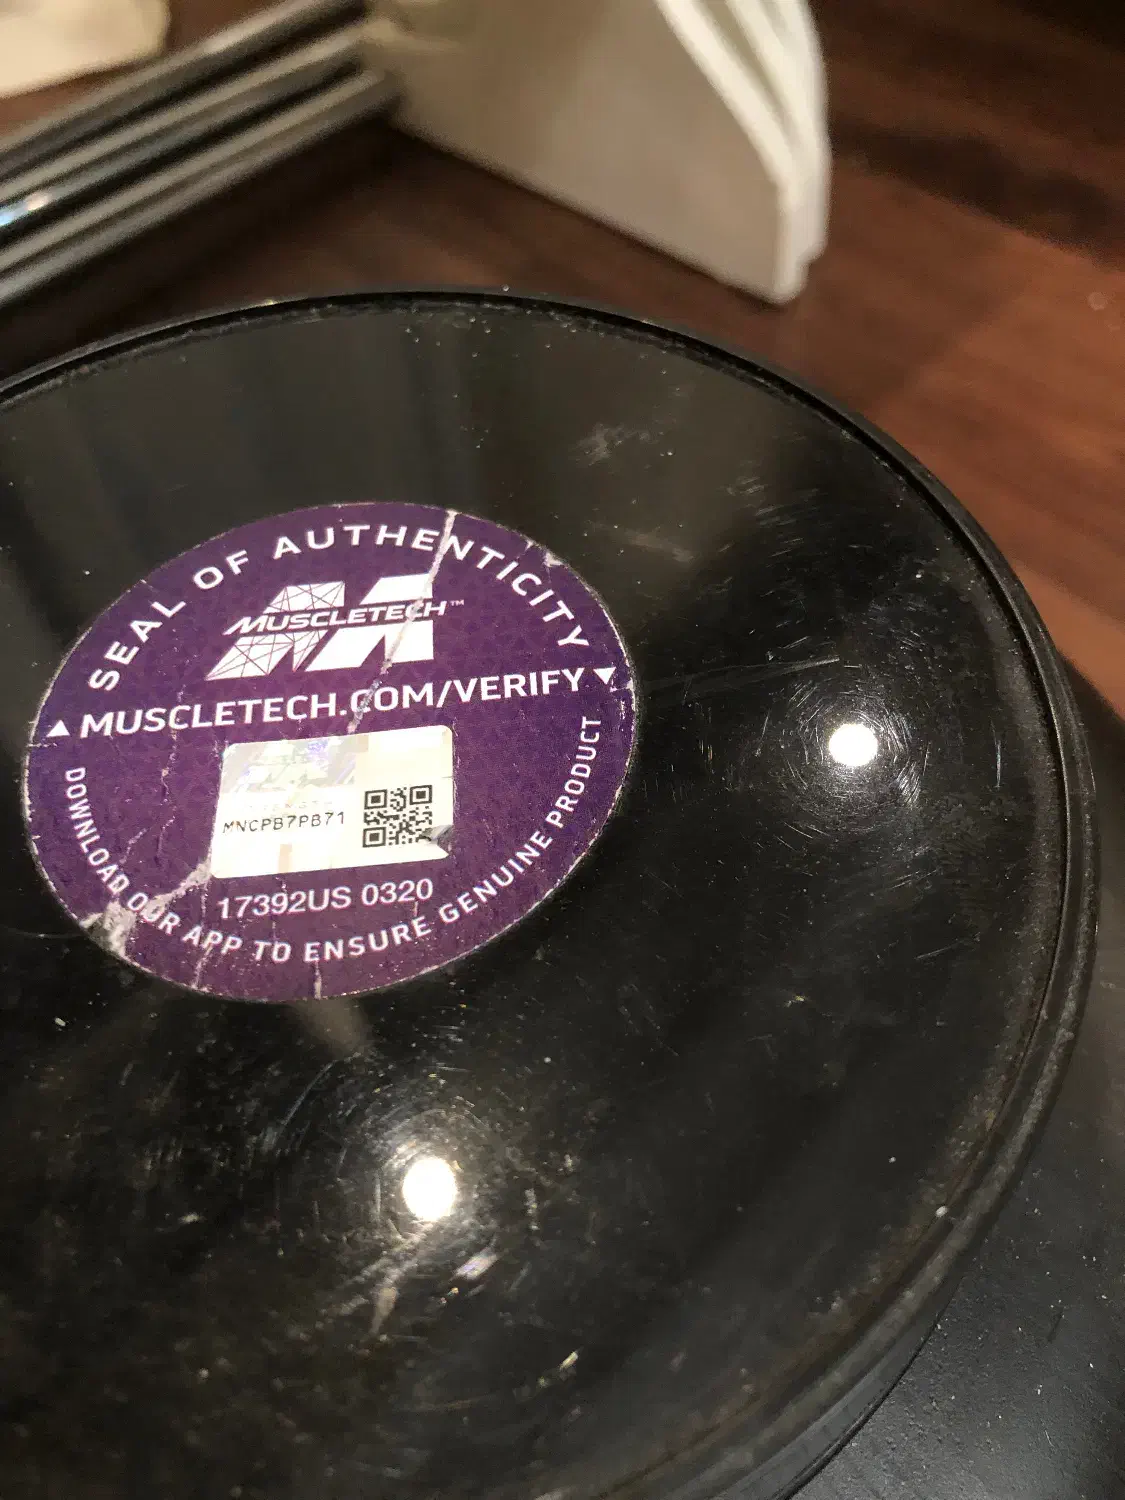 SEAL OF AUTHENTICITY
MUSCLETECH™
▲ MUSCLETECH.COM/VERIFY ▼
MNCPB7PB71
17392US 0320
DOWNLOAD OUR APP TO ENSURE GENUINE PRODUCT